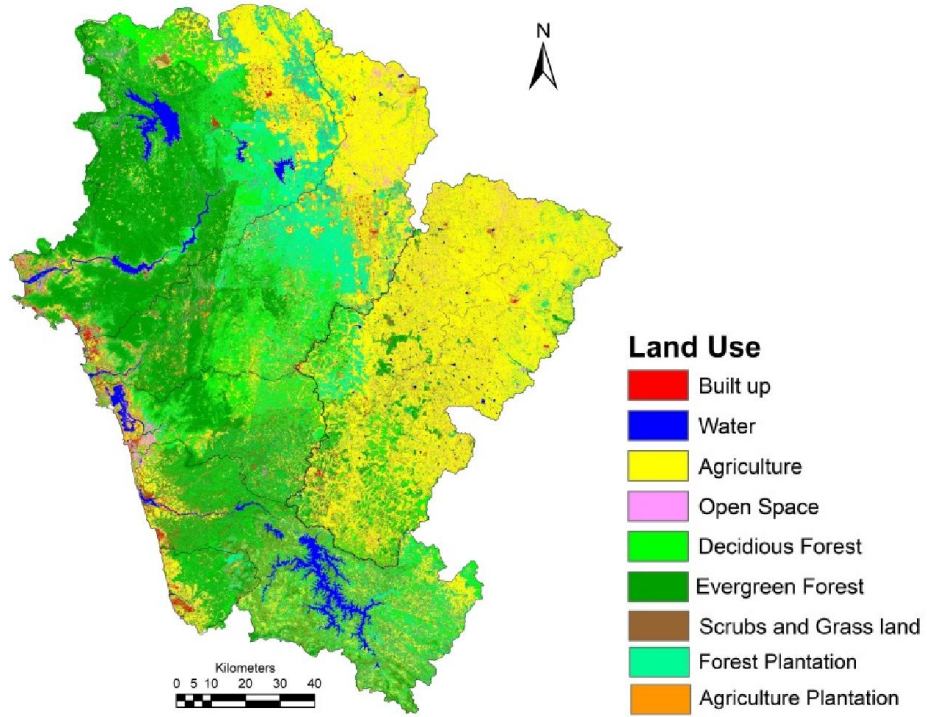 N
Land Use
Built up
Water
Agriculture
Open Space
Decidious Forest
Evergreen Forest
Scrubs and Grass land
Forest Plantation
Agriculture Plantation
Kilometers
0 5 10 20 30 40